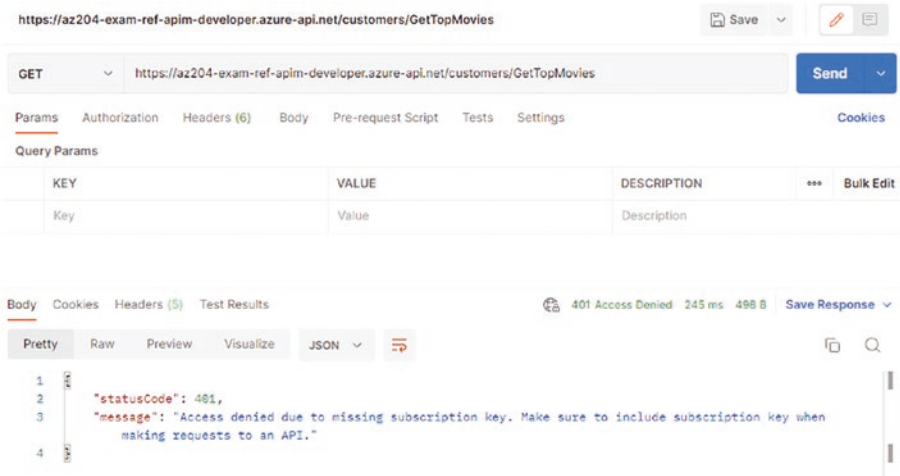 https://az204-exam-ref-apim-developer.azure-api.net/customers/GetTopMovies
Save
GET
https://az204-exam-ref-apim-developer.azure-api.net/customers/GetTopMovies
Send
Params Authorization Headers (6) Body Pre-request Script Tests Settings Cookies
Query Params
KEY VALUE DESCRIPTION ooo Bulk Edit
Key Value Description
Body Cookies Headers (5) Test Results 401 Access Denied 245 ms 498 B Save Response
Pretty Raw Preview Visualize JSON
1 {
2 "statusCode": 401,
3 "message": "Access denied due to missing subscription key. Make sure to include subscription key when
making requests to an API."
4 }